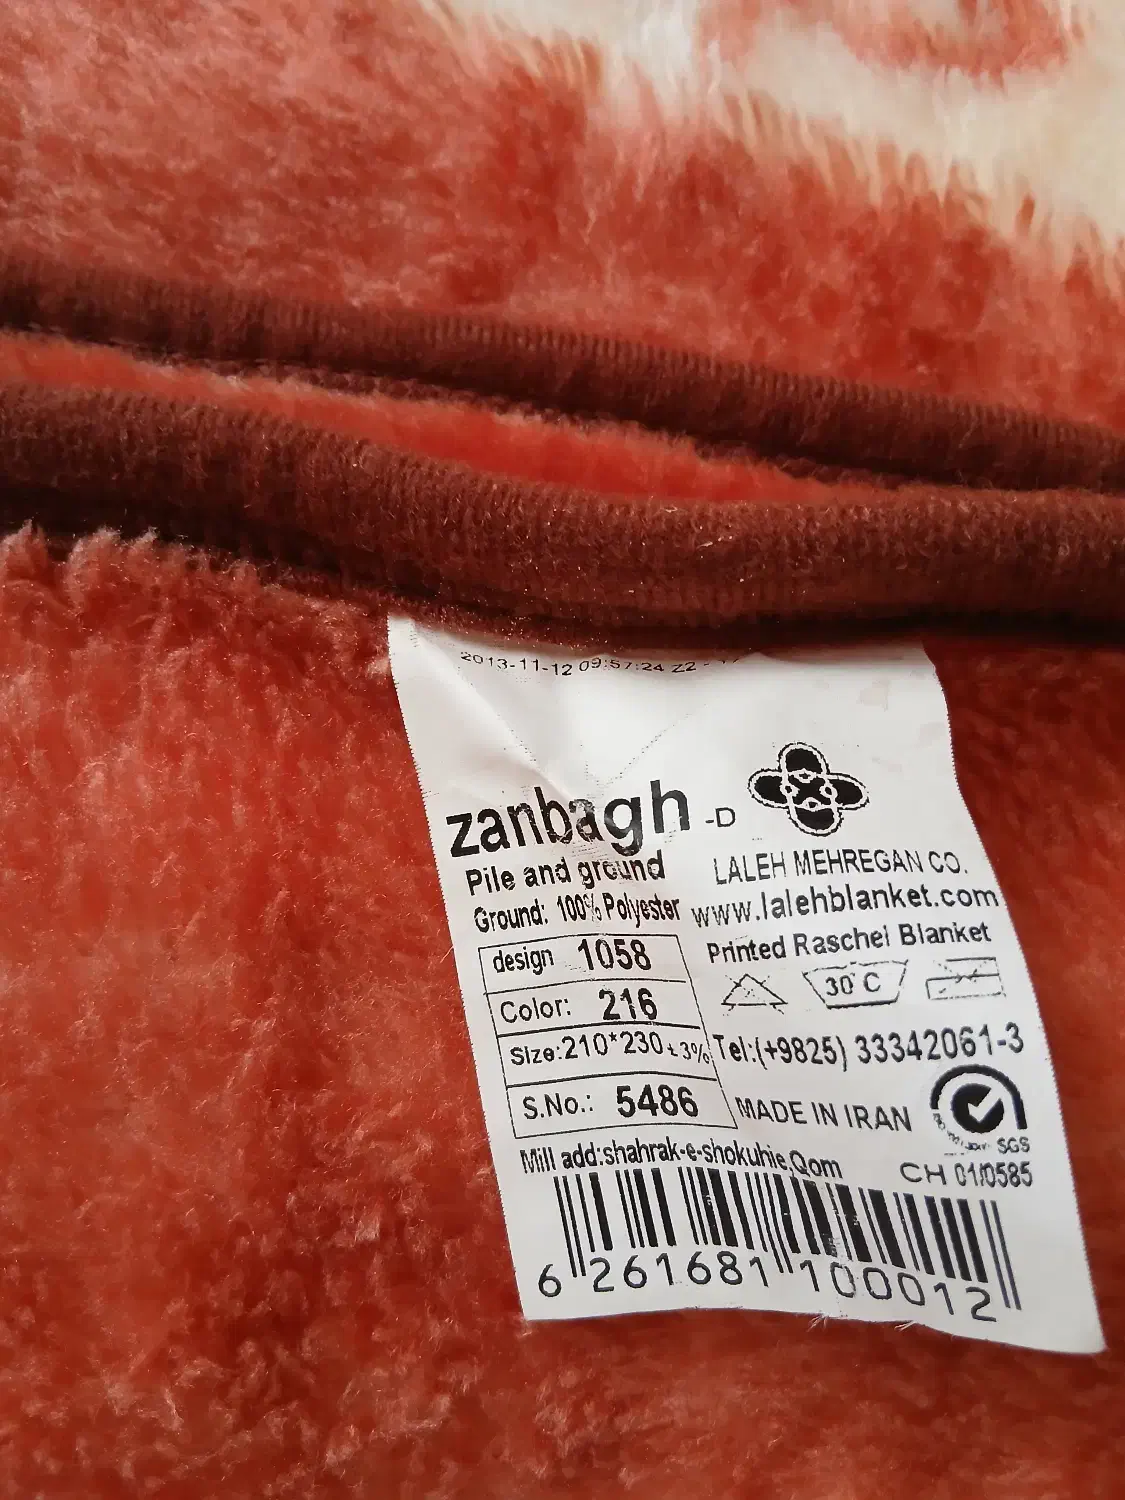 2013-11-12 09:57:24 Z2 -
zanbagh -D
Pile and ground
Ground: 100% Polyester
design 1058
Color: 216
Size:210*230±3%
S.No.: 5486
LALEH MEHREGAN CO.
www.lalehblanket.com
Printed Raschel Blanket
30°C
Tel:(+9825) 33342061-3
MADE IN IRAN
SGS
Mill add:shahrak-e-shokuhie,Qom
CH 01/0585
6 261681 100012